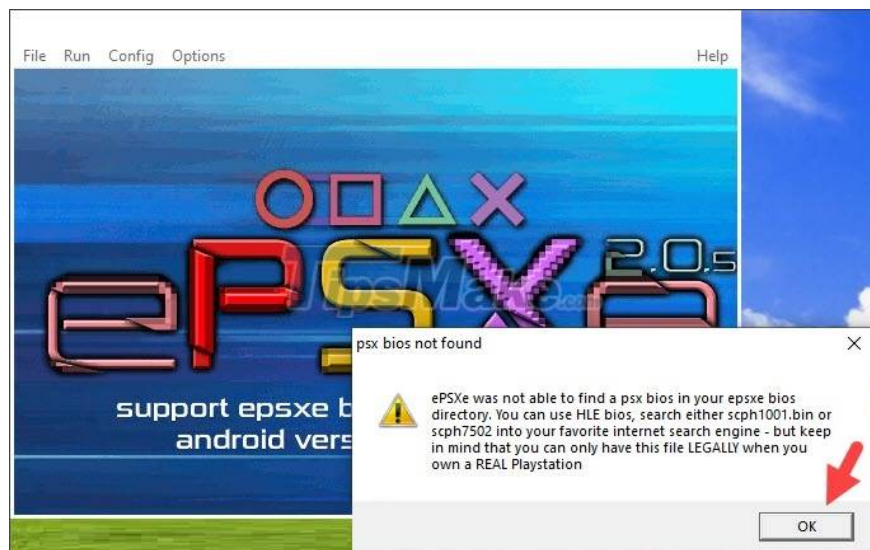 File Run Config Options Help
ePSXe 2.0.5
TipsMake.com
support epsxe b
android vers
psx bios not found
ePSXe was not able to find a psx bios in your epsxe bios
directory. You can use HLE bios, search either scph1001.bin or
scph7502 into your favorite internet search engine - but keep
in mind that you can only have this file LEGALLY when you
own a REAL Playstation
OK